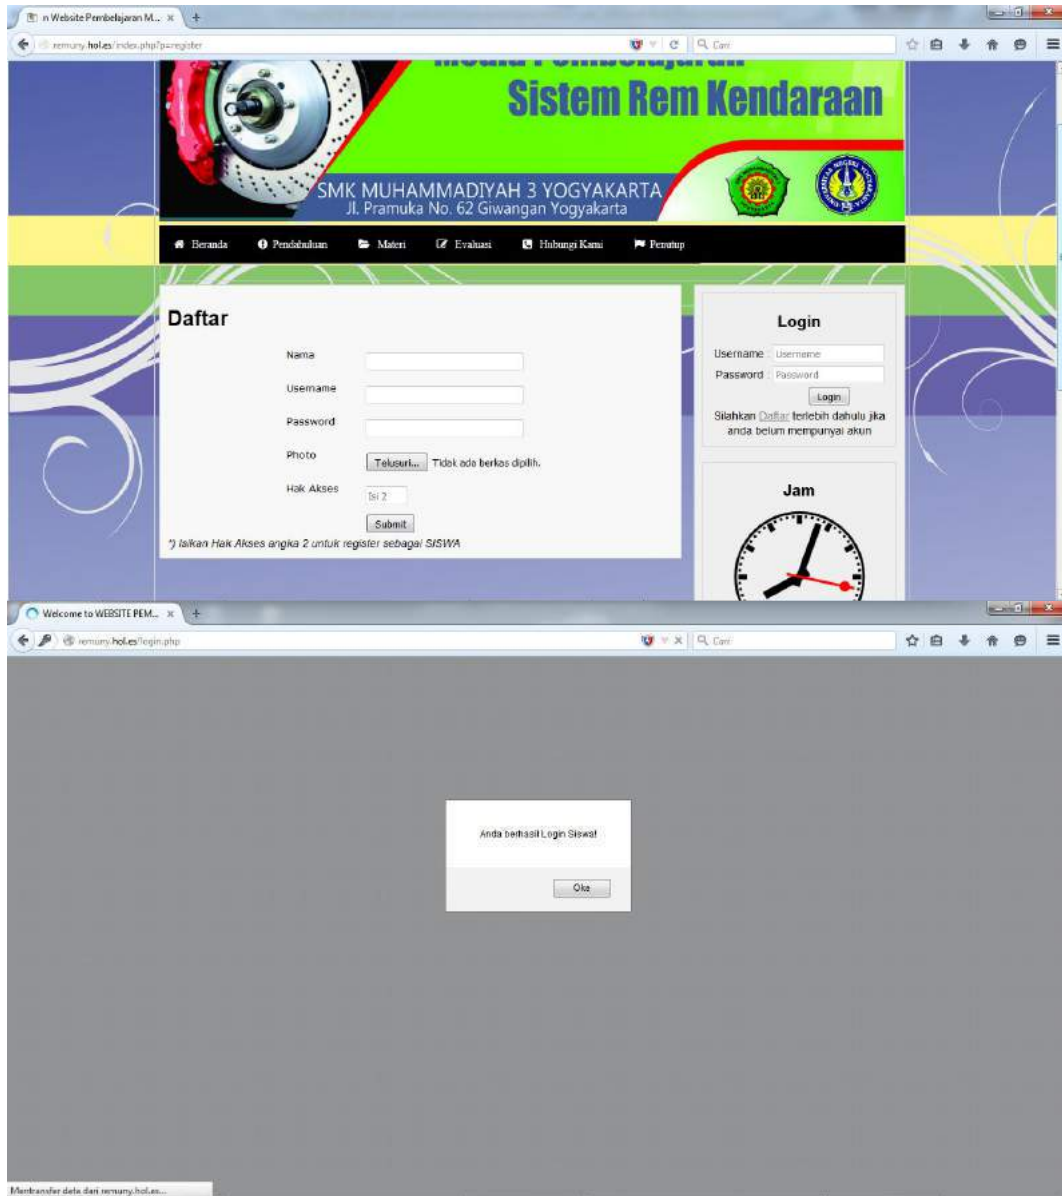 n Website Pembelajaran M... × +
remuny.hol.es/index.php?p=register
Cari
Media Pembelajaran
Sistem Rem Kendaraan
SMK MUHAMMADIYAH 3 YOGYAKARTA
Jl. Pramuka No. 62 Giwangan Yogyakarta
Beranda Pendahuluan Materi Evaluasi Hubungi Kami Penutup
Daftar
Nama
Username
Password
Photo Telusuri... Tidak ada berkas dipilih.
Hak Akses Isi 2
Submit
*) Isikan Hak Akses angka 2 untuk register sebagai SISWA
Login
Username : Username
Password : Password
Login
Silahkan Daftar terlebih dahulu jika
anda belum mempunyai akun
Jam
Welcome to WEBSITE PEM... × +
remuny.hol.es/login.php
Cari
Anda berhasil Login Siswa!
Oke
Mentransfer data dari remuny.hol.es...